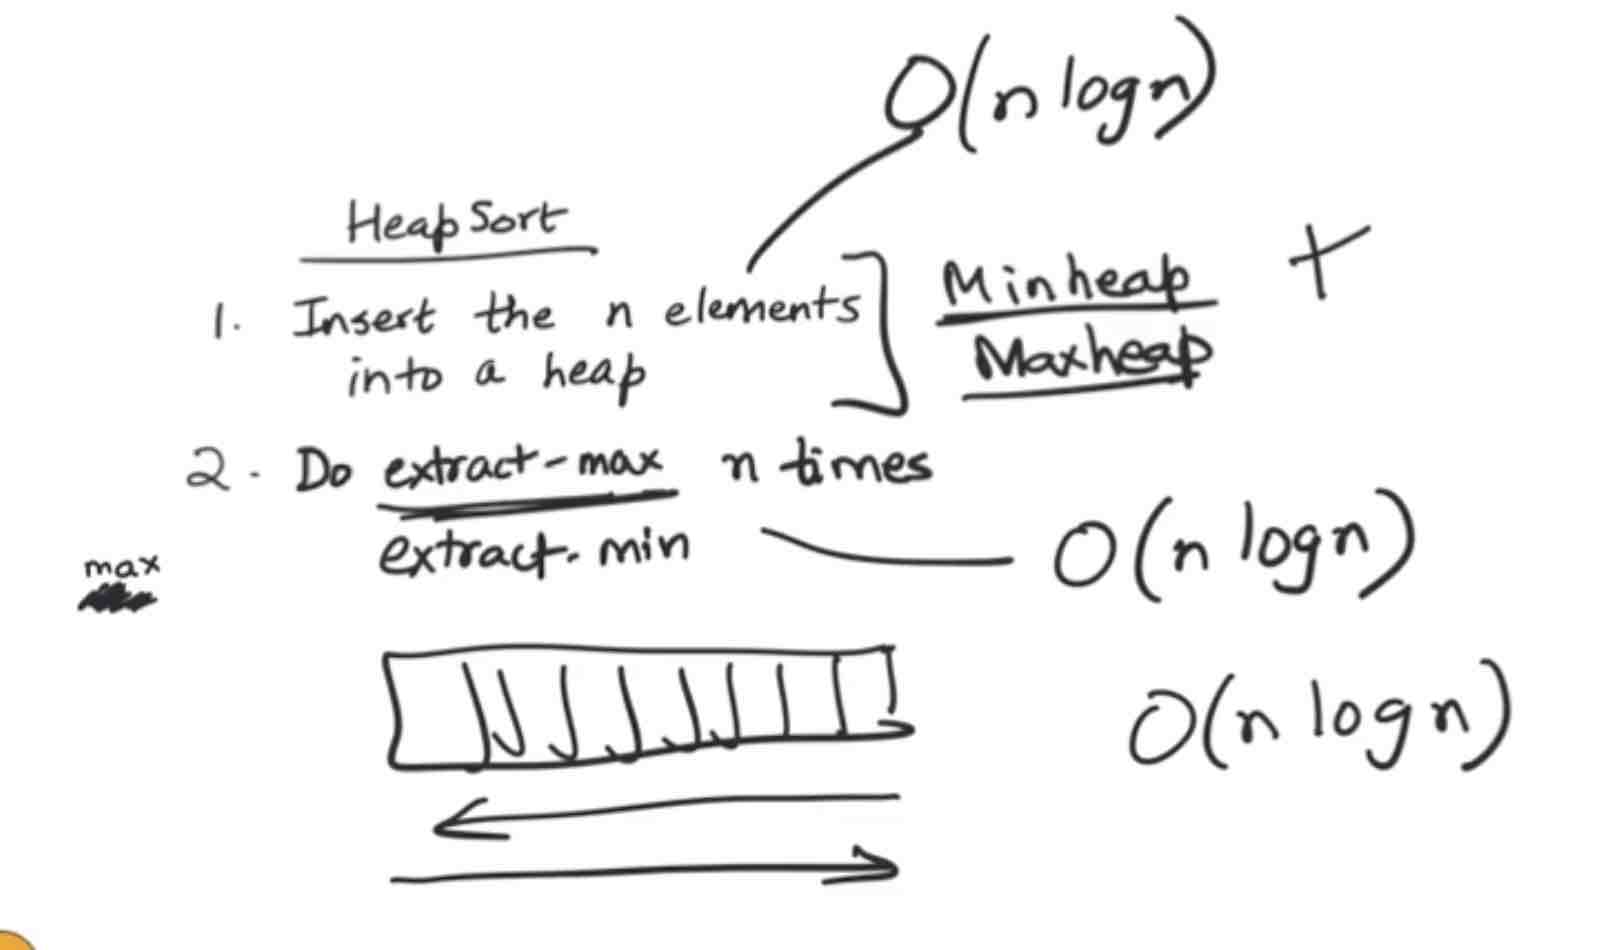 O(n log n)
Heap Sort
1. Insert the n elements
into a heap
Minheap
Maxheap
+
2. Do extract-max n times
extract-min
O(n log n)
max
O(n log n)